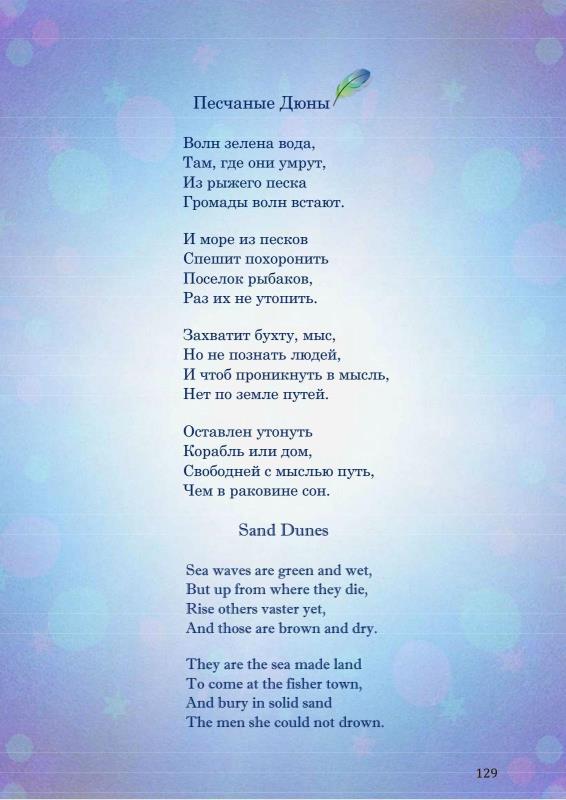 Песчаные Дюны
Волн зелена вода,
Там, где они умрут,
Из рыжего песка
Громады волн встают.
И море из песков
Спешит похоронить
Поселок рыбаков,
Раз их не утопить.
Захватит бухту, мыс,
Но не познать людей,
И чтоб проникнуть в мысль,
Нет по земле путей.
Оставлен утонуть
Корабль или дом,
Свободней с мыслью путь,
Чем в раковине сон.
Sand Dunes
Sea waves are green and wet,
But up from where they die,
Rise others vaster yet,
And those are brown and dry.
They are the sea made land
To come at the fisher town,
And bury in solid sand
The men she could not drown.
129